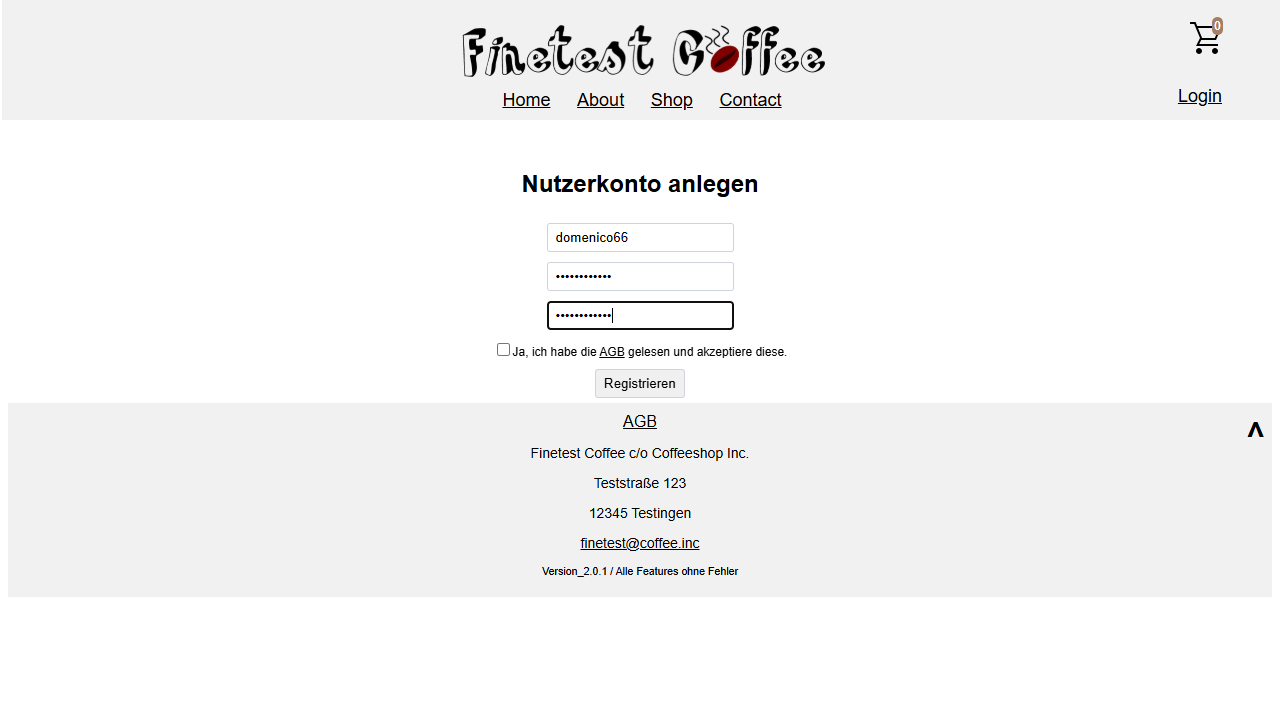 Finetest Coffee
0
Home About Shop Contact
Login
Nutzerkonto anlegen
domenico66
••••••••••••
••••••••••••
Ja, ich habe die AGB gelesen und akzeptiere diese.
Registrieren
AGB
^
Finetest Coffee c/o Coffeeshop Inc.
Teststraße 123
12345 Testingen
finetest@coffee.inc
Version_2.0.1 / Alle Features ohne Fehler